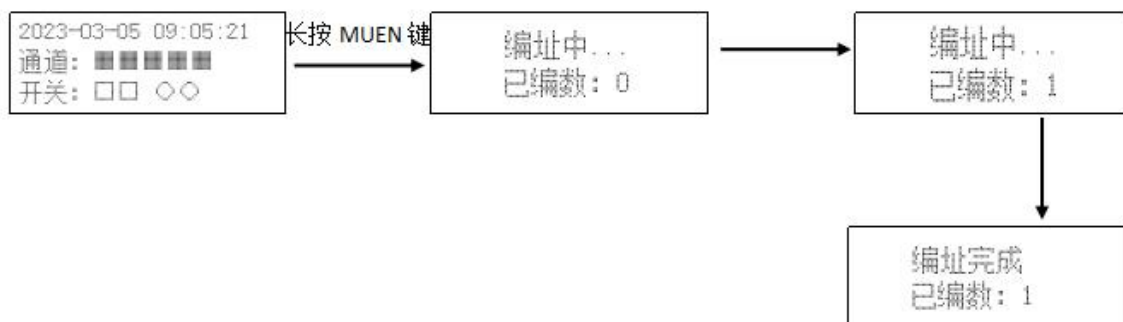 2023-03-05 09:05:21
通道: ▦▦▦▦▦
开关: □□ ◇◇
长按 MUEN 键
编址中...
已编数: 0
编址中...
已编数: 1
编址完成
已编数: 1